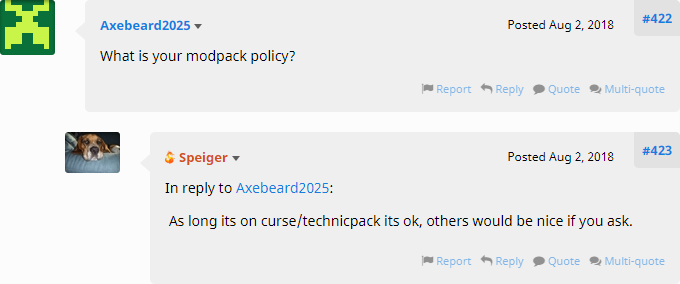 Axebeard2025 Posted Aug 2, 2018 #422
What is your modpack policy?
Report Reply Quote Multi-quote
Speiger Posted Aug 2, 2018 #423
In reply to Axebeard2025:
As long its on curse/technicpack its ok, others would be nice if you ask.
Report Reply Quote Multi-quote